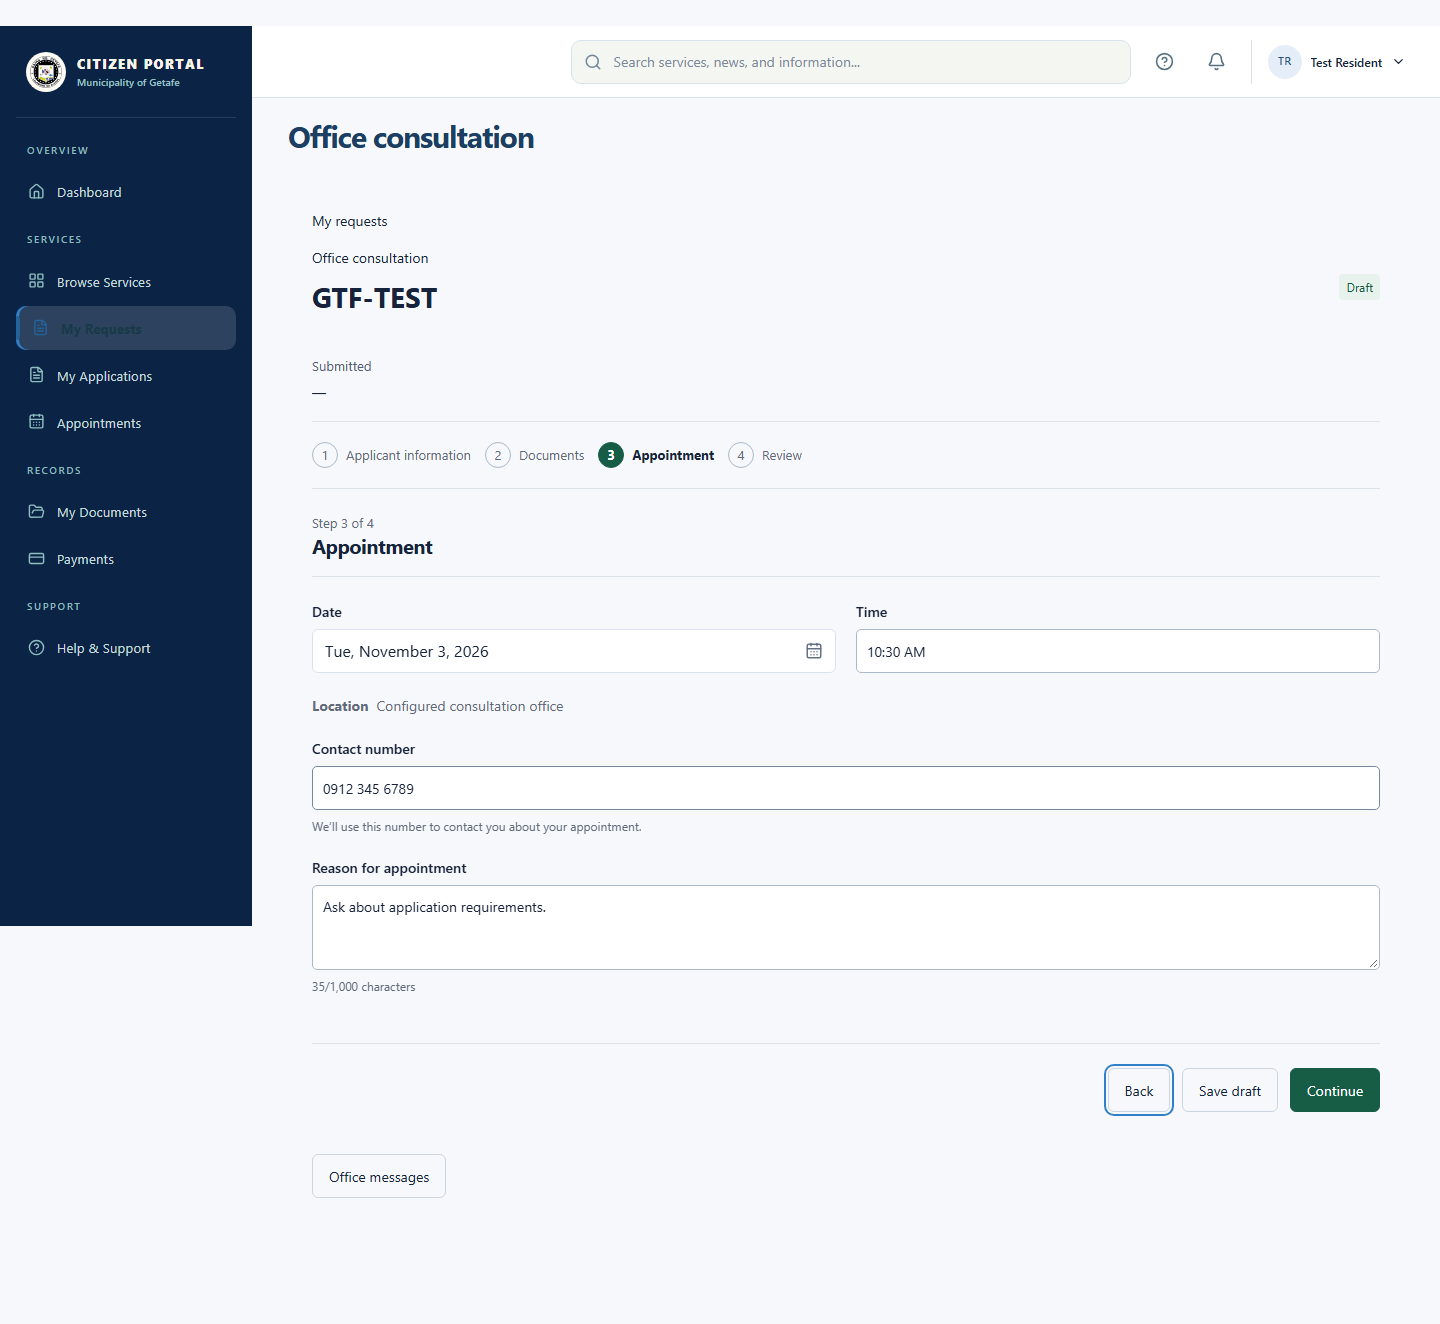 CITIZEN PORTAL
Municipality of Getafe
Search services, news, and information...
TR
Test Resident
OVERVIEW
Dashboard
SERVICES
Browse Services
My Requests
My Applications
Appointments
RECORDS
My Documents
Payments
SUPPORT
Help & Support
Office consultation
My requests
Office consultation
GTF-TEST
Draft
Submitted
—
1 Applicant information 2 Documents 3 Appointment 4 Review
Step 3 of 4
Appointment
Date
Tue, November 3, 2026
Time
10:30 AM
Location Configured consultation office
Contact number
0912 345 6789
We'll use this number to contact you about your appointment.
Reason for appointment
Ask about application requirements.
35/1,000 characters
Back
Save draft
Continue
Office messages